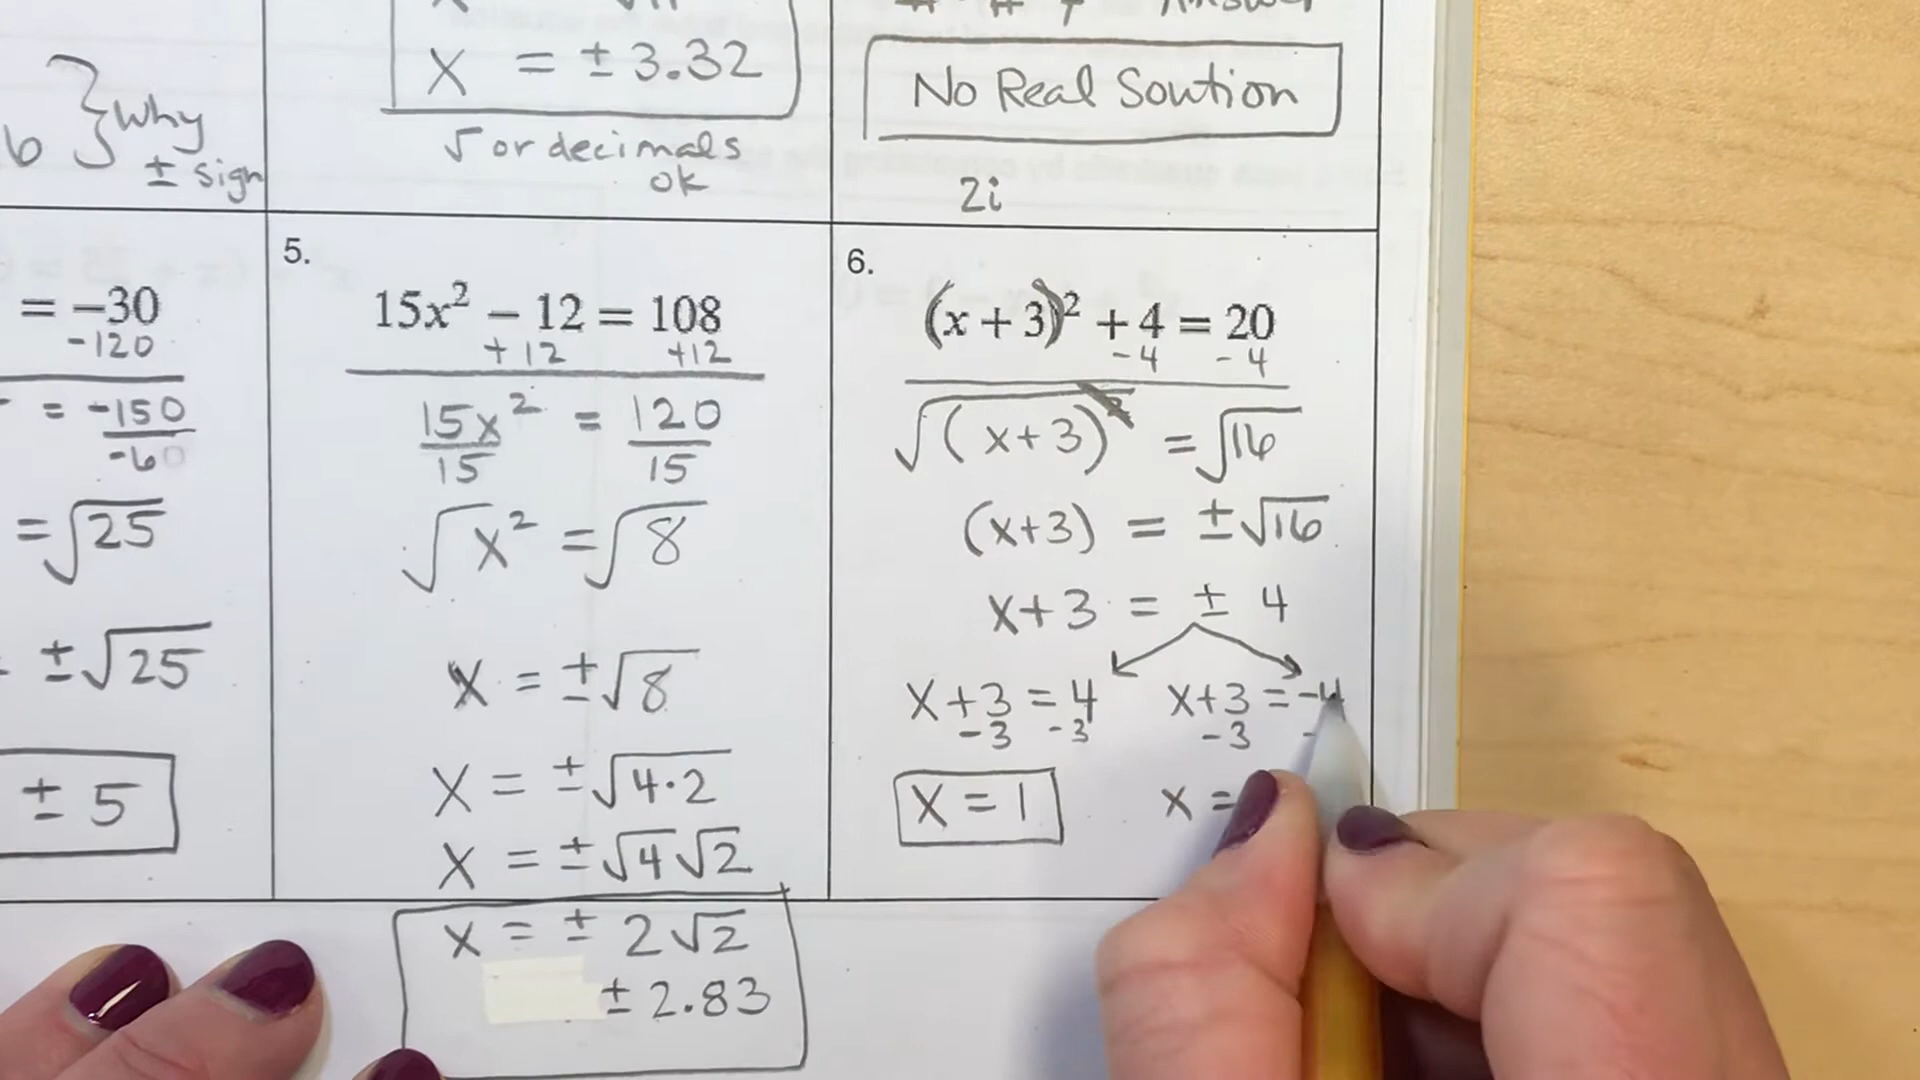 x = ± 3.32
√ or decimals
ok
Answer
No Real Soution
2i
} Why
± sign
= −30
-120
= -150
-60
= √25
± √25
± 5
5.
15x² − 12 = 108
+12 +12
15x² = 120
15 15
√x² = √8
x = ± √8
x = ± √4·2
x = ± √4 √2
x = ± 2√2
± 2.83
6.
(x + 3)² + 4 = 20
-4 -4
√(x+3)² = √16
(x+3) = ± √16
x+3 = ± 4
x+3 = 4 x+3 = -4
-3 -3 -3 -
x = 1 x =